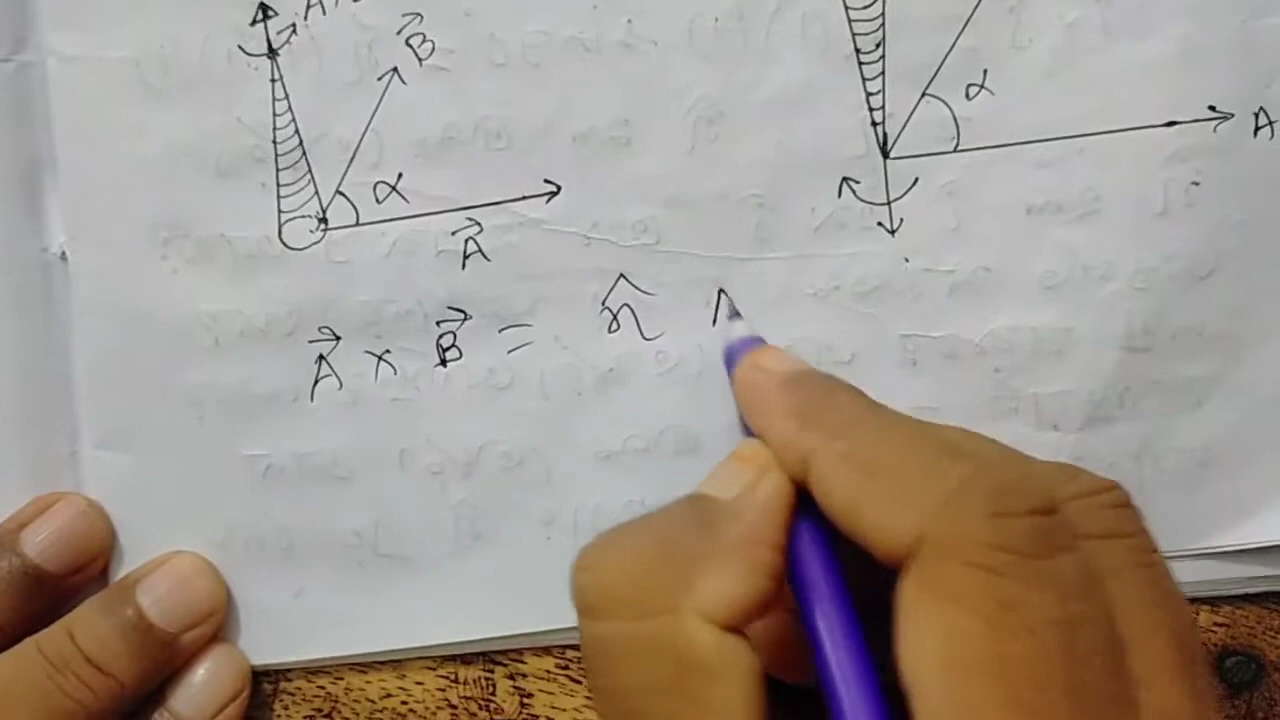 B⃗
α
A⃗
α
A
A⃗ × B⃗ = n̂